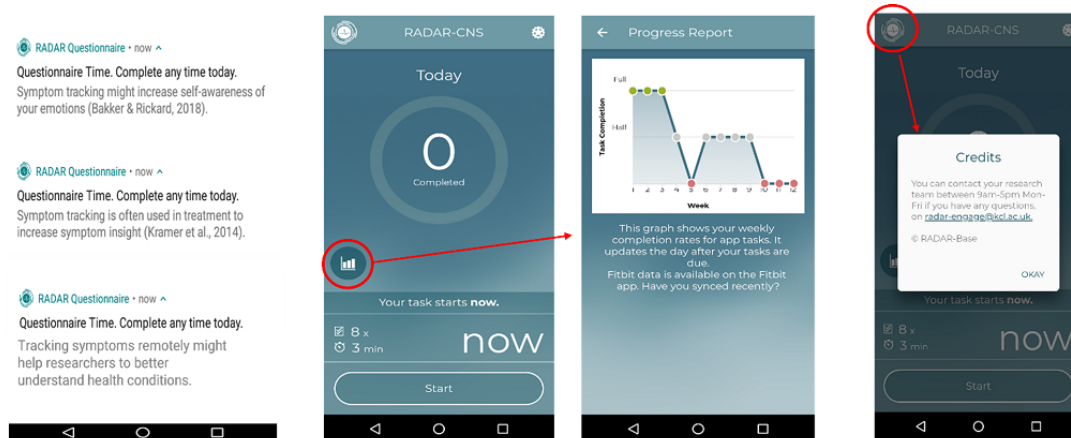 RADAR Questionnaire • now ^
Questionnaire Time. Complete any time today.
Symptom tracking might increase self-awareness of
your emotions (Bakker & Rickard, 2018).
RADAR Questionnaire • now ^
Questionnaire Time. Complete any time today.
Symptom tracking is often used in treatment to
increase symptom insight (Kramer et al., 2014).
RADAR Questionnaire • now ^
Questionnaire Time. Complete any time today.
Tracking symptoms remotely might
help researchers to better
understand health conditions.
RADAR-CNS
Today
0
Completed
Your task starts now.
8 x
3 min
now
Start
Progress Report
Full
Half
Task Completion
1 2 3 4 5 6 7 8 9 10 11 12
Week
This graph shows your weekly
completion rates for app tasks. It
updates the day after your tasks are
due.
Fitbit data is available on the Fitbit
app. Have you synced recently?
RADAR-CNS
Today
Credits
You can contact your research
team between 9am-5pm Mon-
Fri if you have any questions,
on radar-engage@kcl.ac.uk.
© RADAR-Base
OKAY
Your task starts now.
8 x
3 min
now
Start